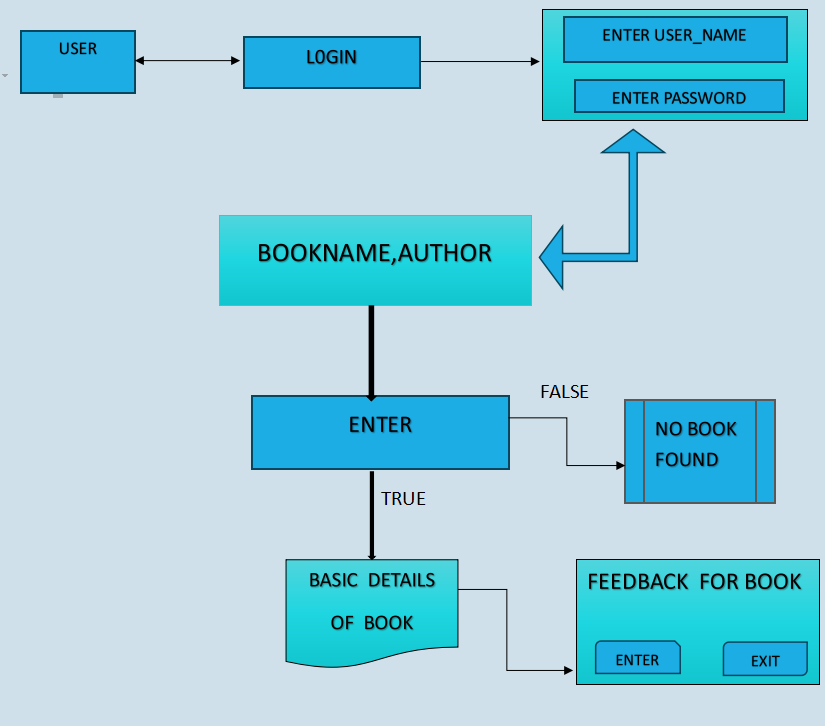 USER
L0GIN
ENTER USER_NAME
ENTER PASSWORD
BOOKNAME,AUTHOR
ENTER
FALSE
NO BOOK
FOUND
TRUE
BASIC DETAILS
OF BOOK
FEEDBACK FOR BOOK
ENTER
EXIT